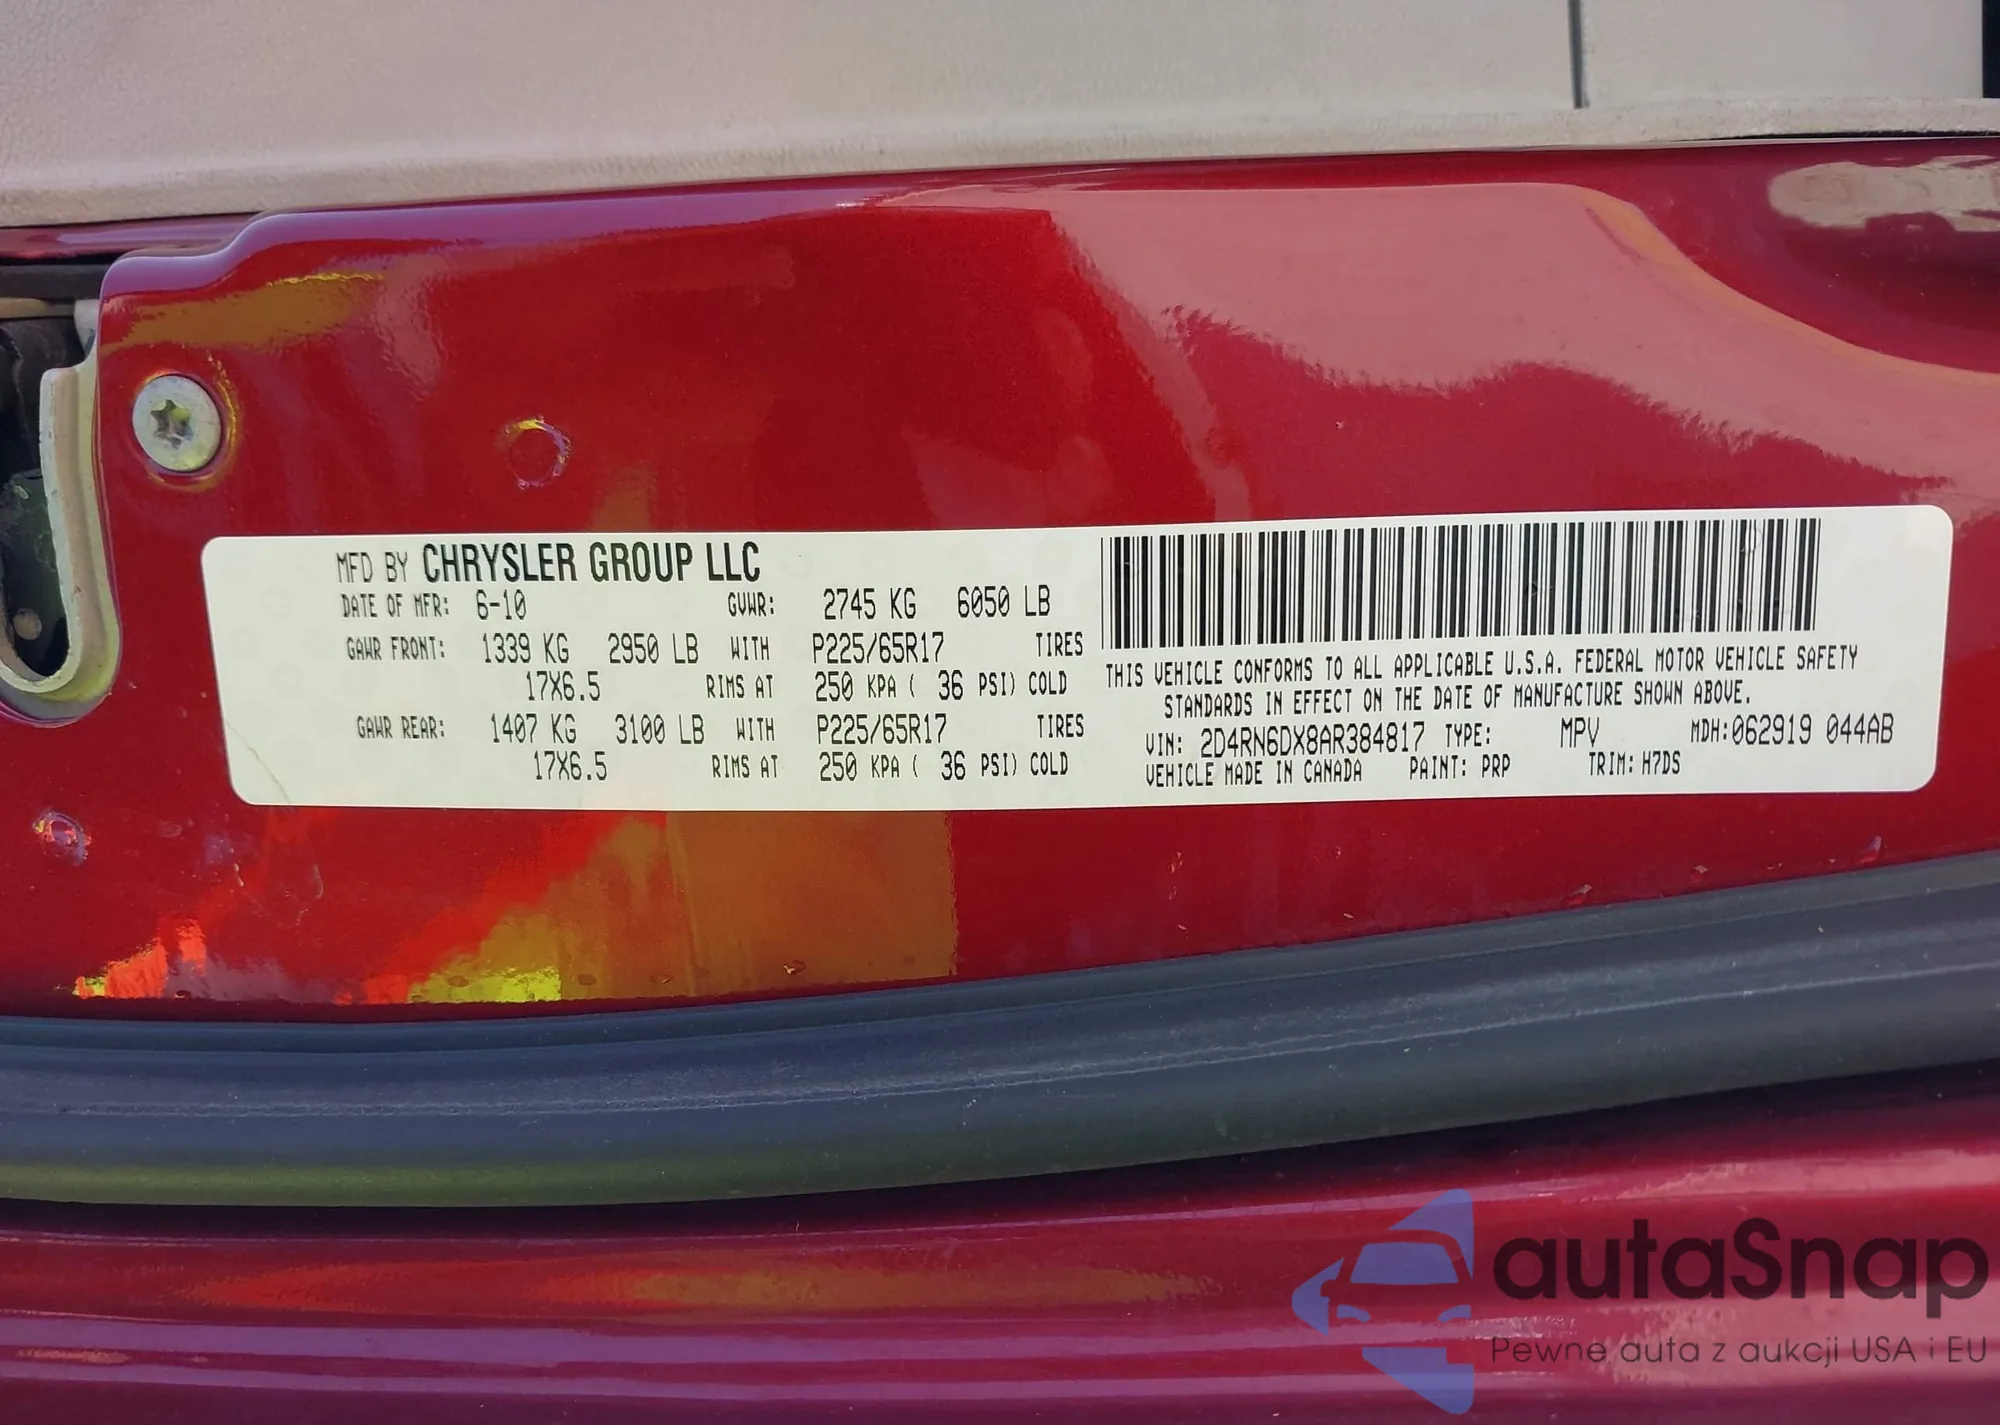 MFD BY CHRYSLER GROUP LLC
DATE OF MFR: 6-10 GVWR: 2745 KG 6050 LB
GAWR FRONT: 1339 KG 2950 LB WITH P225/65R17 TIRES
17X6.5 RIMS AT 250 KPA ( 36 PSI) COLD
GAWR REAR: 1407 KG 3100 LB WITH P225/65R17 TIRES
17X6.5 RIMS AT 250 KPA ( 36 PSI) COLD
THIS VEHICLE CONFORMS TO ALL APPLICABLE U.S.A. FEDERAL MOTOR VEHICLE SAFETY
STANDARDS IN EFFECT ON THE DATE OF MANUFACTURE SHOWN ABOVE.
VIN: 2D4RN6DX8AR384817 TYPE: MPV MDH:062919 044AB
VEHICLE MADE IN CANADA PAINT: PRP TRIM: H7DS
autaSnap
Pewne auta z aukcji USA i EU